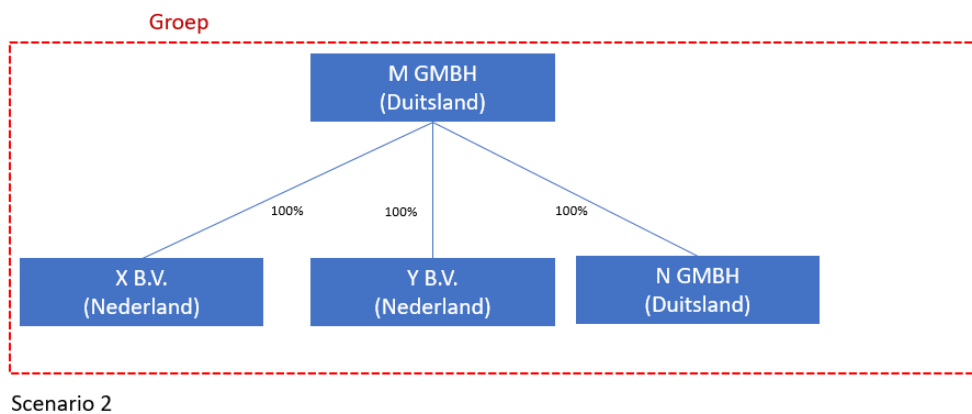 Groep
M GMBH
(Duitsland)
100%
100%
100%
X B.V.
(Nederland)
Y B.V.
(Nederland)
N GMBH
(Duitsland)
Scenario 2